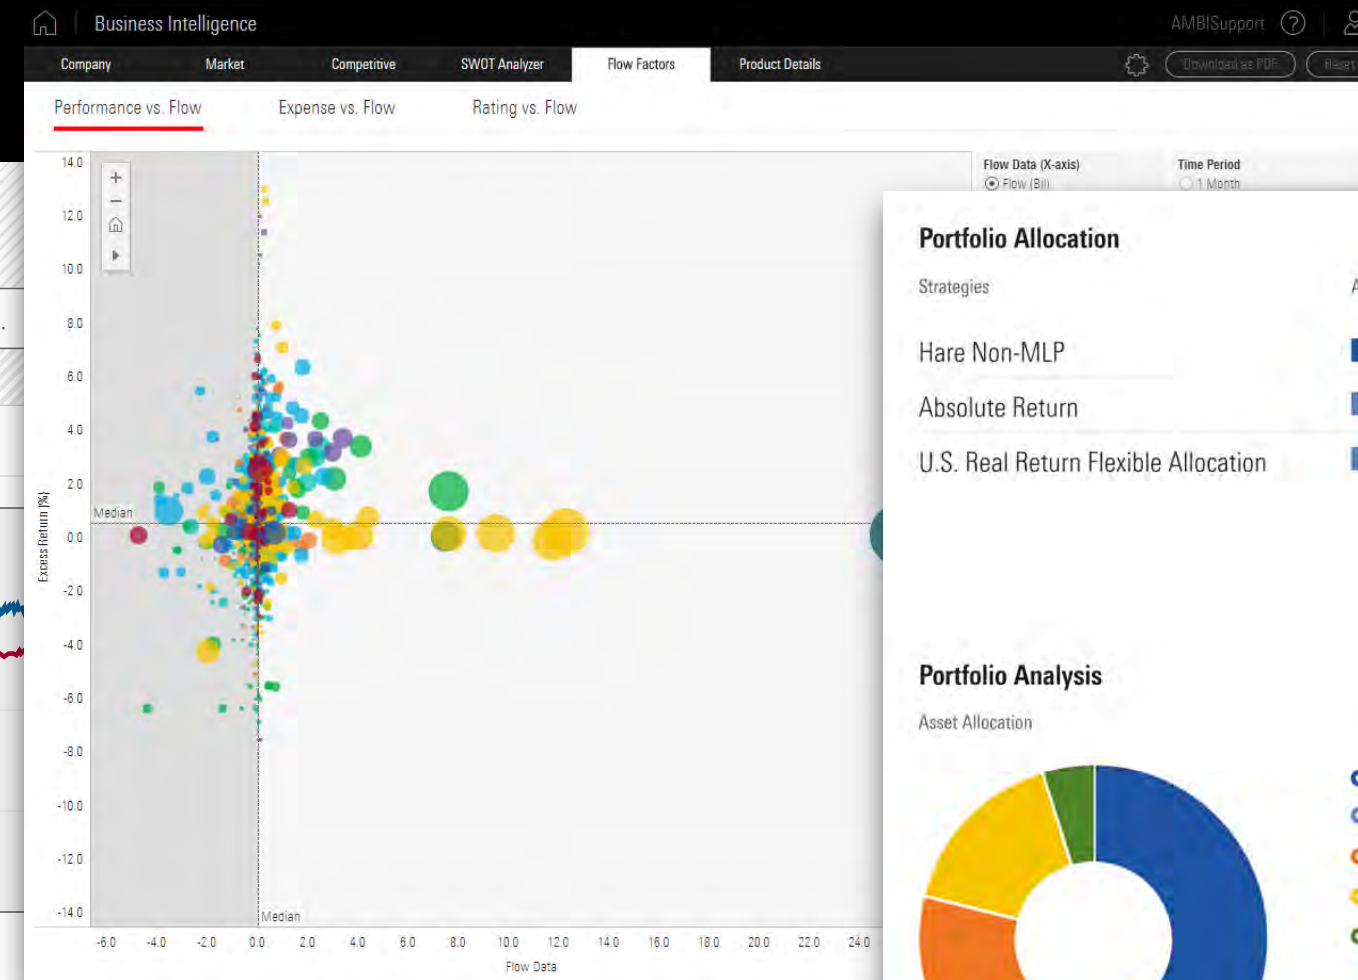 Business Intelligence
AMBISupport ?
Company Market Competitive SWOT Analyzer Flow Factors Product Details
Download as PDF Reset
Performance vs. Flow Expense vs. Flow Rating vs. Flow
Flow Data (X-axis)
Flow (Bil)
Time Period
1 Month
14.0
12.0
10.0
8.0
6.0
4.0
2.0
0.0
-2.0
-4.0
-6.0
-8.0
-10.0
-12.0
-14.0
Excess Return (%)
Median
Median
-6.0 -4.0 -2.0 0.0 2.0 4.0 6.0 8.0 10.0 12.0 14.0 16.0 18.0 20.0 22.0 24.0
Flow Data
Portfolio Allocation
Strategies
Hare Non-MLP
Absolute Return
U.S. Real Return Flexible Allocation
Portfolio Analysis
Asset Allocation